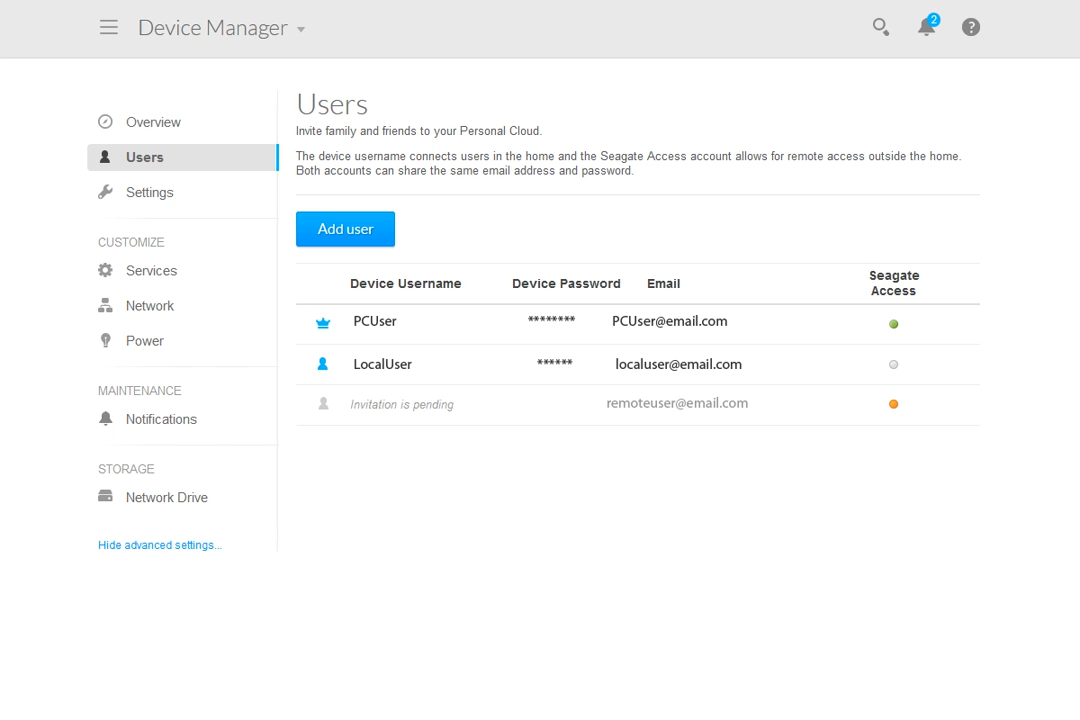 Device Manager
2
?
Overview
Users
Settings
CUSTOMIZE
Services
Network
Power
MAINTENANCE
Notifications
STORAGE
Network Drive
Hide advanced settings...
Users
Invite family and friends to your Personal Cloud.
The device username connects users in the home and the Seagate Access account allows for remote access outside the home.
Both accounts can share the same email address and password.
Add user
Device Username Device Password Email Seagate Access
PCUser ******** PCUser@email.com
LocalUser ****** localuser@email.com
Invitation is pending remoteuser@email.com